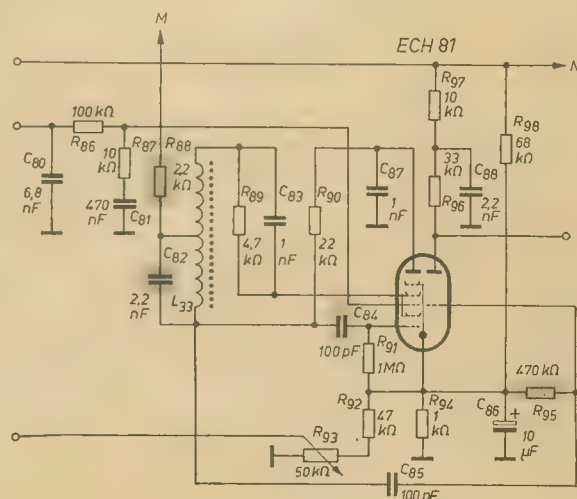 M
ECH 81
N
R97
10
kΩ
R98
68
kΩ
100 kΩ
R86
R87
10
kΩ
R88
2,2
kΩ
C80
6,8
nF
470
nF
C81
R89
4,7
kΩ
C83
1
nF
R90
22
kΩ
C87
1
nF
33
kΩ
R96
C88
2,2
nF
C82
2,2
nF
L33
C84
100 pF
R91
1MΩ
R92
47
kΩ
R94
1
kΩ
470 kΩ
R95
C86
+
10
µF
R93
50kΩ
C85
100 pF